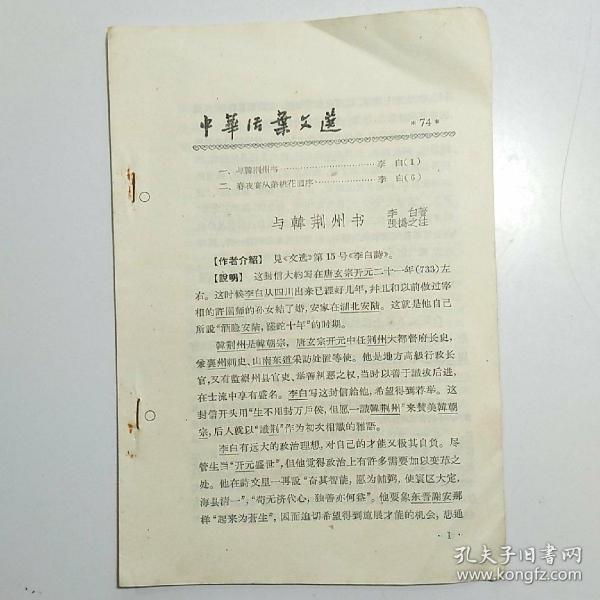 中華活葉文选
*74*
一、与韓荆州书……………………………李 白(1)
二、春夜宴从弟桃花园序………………李 白(6)
与韓荆州书
李 白著
張撝之注
【作者介紹】 見《文选》第15号《李白詩》。
【說明】 这封信大約写在唐玄宗开元二十一年(733)左
右。这时候李白从四川出来已經好几年,并且和以前做过宰
相的許圉师的孙女結了婚,安家在湖北安陆。这就是他自己
所說“酒隐安陆,蹉跎十年”的时期。
韓荆州是韓朝宗,唐玄宗开元中任荆州大都督府长史,
兼襄州刺史、山南东道采訪处置等使。他是地方高級行政长
官,又有监察州县官吏、举善糾恶之权,当时以善于識拔后进,
在士流中享有盛名。李白写这封信給他,希望得到荐举。这
封信开头用“生不用封万戶侯,但愿一識韓荆州”来赞美韓朝
宗,后人就以“識荆”作为初次相識的雅語。
李白有远大的政治理想,对自己的才能又极其自負。尽
管生当“开元盛世”,但他觉得政治上有許多需要加以变革之
处。他在詩文里一再說“奋其智能,愿为輔弼,使寰区大定,
海县清一”,“苟无济代心,独善亦何益”。他要象东晋謝安那
样“起来为蒼生”,因而迫切希望得到施展才能的机会,想通
·1·
孔夫子旧书网
www.kongfz.com